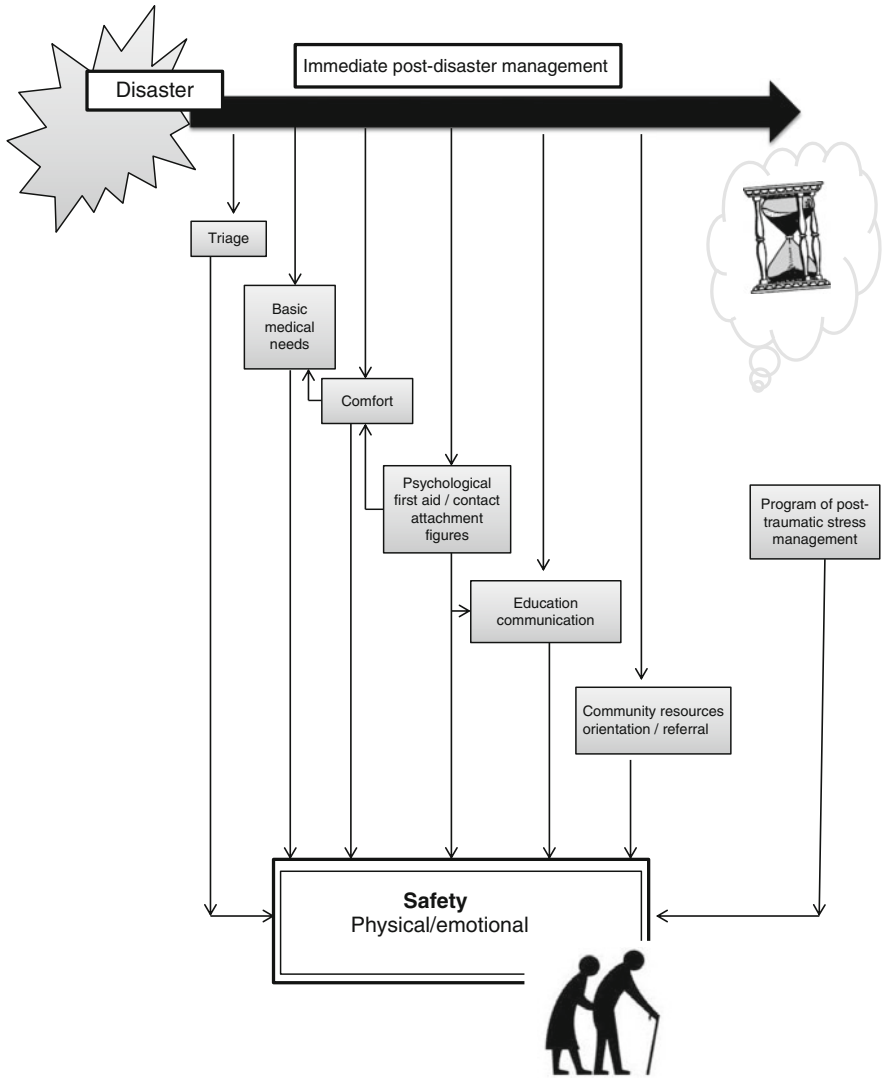 Immediate post-disaster management
Disaster
Triage
Basic
medical
needs
Comfort
Psychological
first aid / contact
attachment
figures
Program of post-
traumatic stress
management
Education
communication
Community resources
orientation / referral
Safety
Physical/emotional